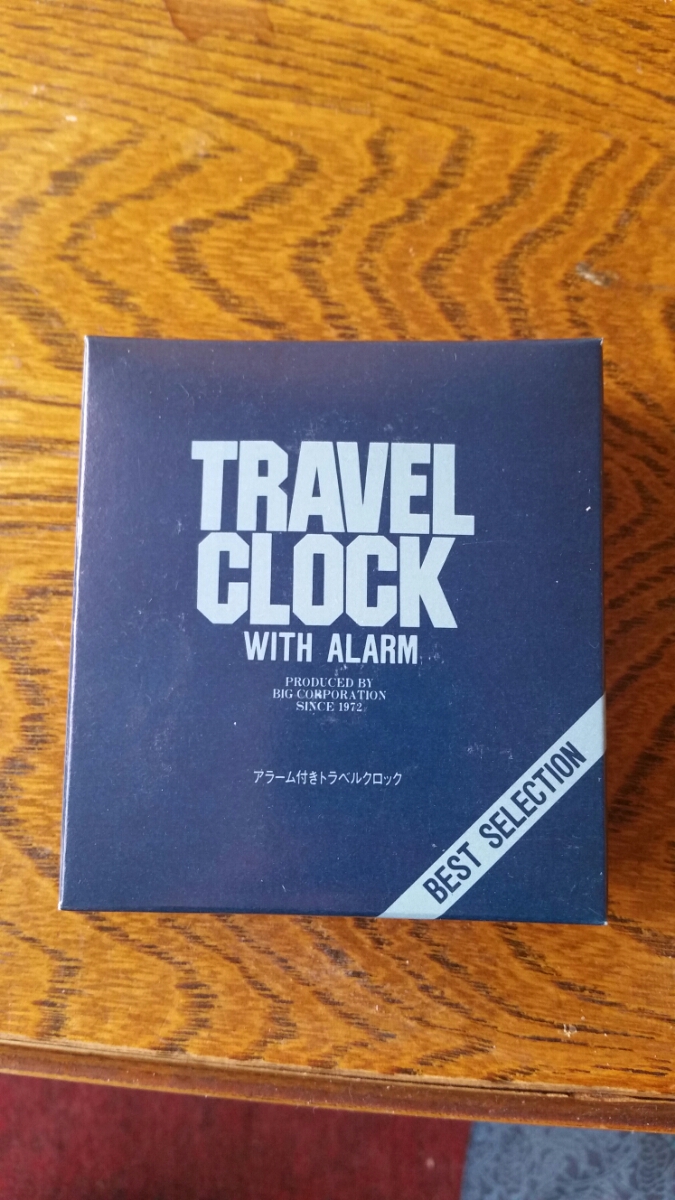 TRAVEL
CLOCK
WITH ALARM
PRODUCED BY
BIG CORPORATION
SINCE 1972
アラーム付きトラベルクロック
BEST SELECTION